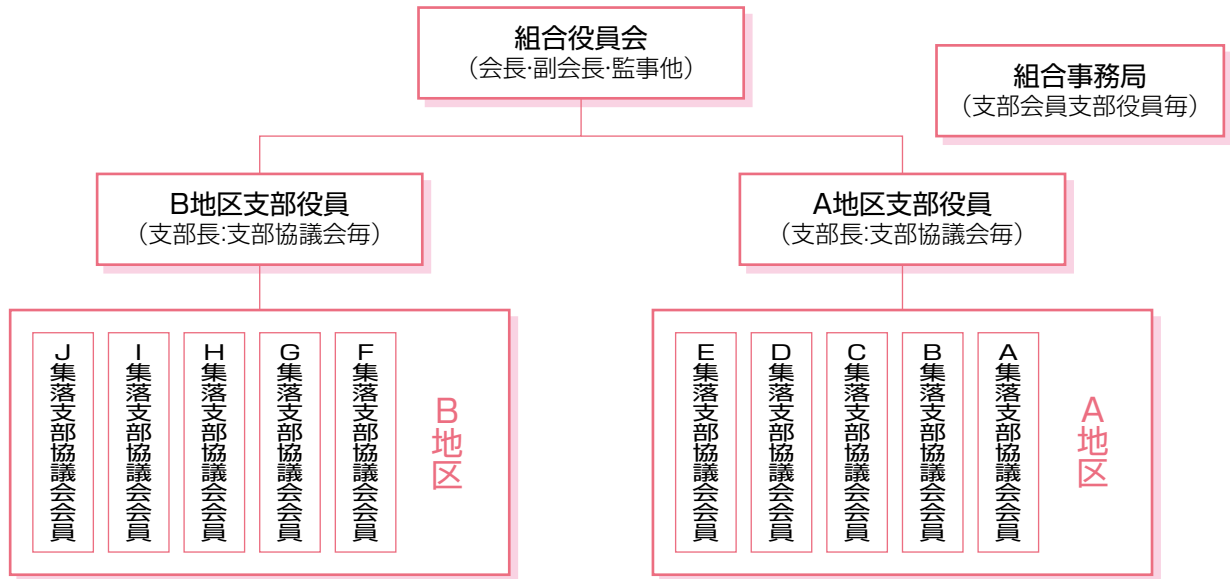 組合役員会
（会長・副会長・監事他）
組合事務局
（支部会員支部役員毎）
B地区支部役員
（支部長:支部協議会毎）
A地区支部役員
（支部長:支部協議会毎）
A地区
A集落支部協議会会員
B集落支部協議会会員
C集落支部協議会会員
D集落支部協議会会員
E集落支部協議会会員
B地区
F集落支部協議会会員
G集落支部協議会会員
H集落支部協議会会員
I集落支部協議会会員
J集落支部協議会会員